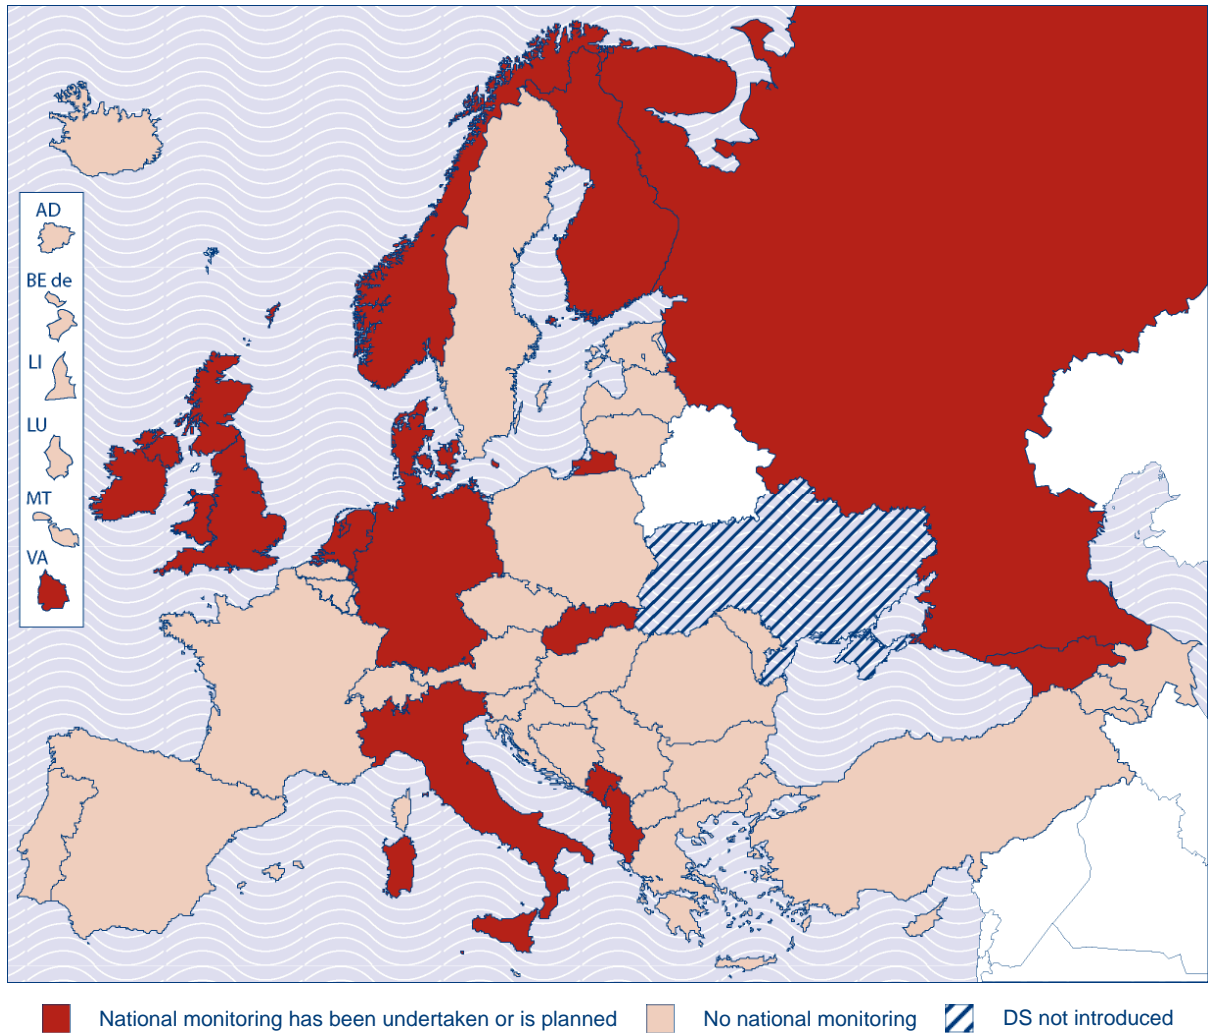 AD
BE de
LI
LU
MT
VA
National monitoring has been undertaken or is planned No national monitoring DS not introduced